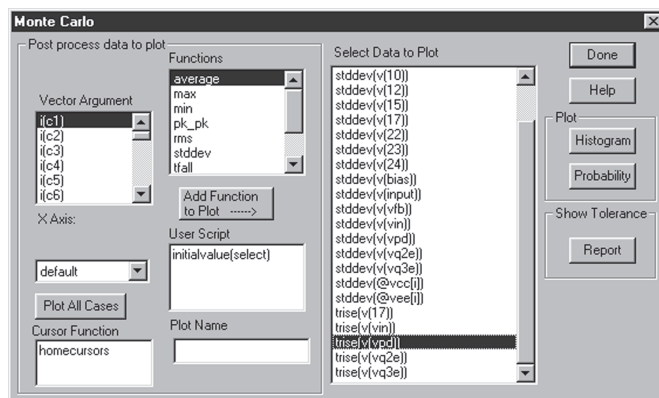 Monte Carlo
Post process data to plot
Functions
average
max
min
pk_pk
rms
stddev
tfall
Vector Argument
i(c1)
i(c2)
i(c3)
i(c4)
i(c5)
i(c6)
Add Function
to Plot ------>
X Axis:
default
User Script
initialvalue(select)
Plot All Cases
Cursor Function
homecursors
Plot Name
Select Data to Plot
stddev(v(10))
stddev(v(12))
stddev(v(15))
stddev(v(17))
stddev(v(22))
stddev(v(23))
stddev(v(24))
stddev(v(bias))
stddev(v(input))
stddev(v(vfb))
stddev(v(vin))
stddev(v(vpd))
stddev(v(vq2e))
stddev(v(vq3e))
stddev(@vcc[i])
stddev(@vee[i])
trise(v(17))
trise(v(vin))
trise(v(vpd))
trise(v(vq2e))
trise(v(vq3e))
Done
Help
Plot
Histogram
Probability
Show Tolerance
Report